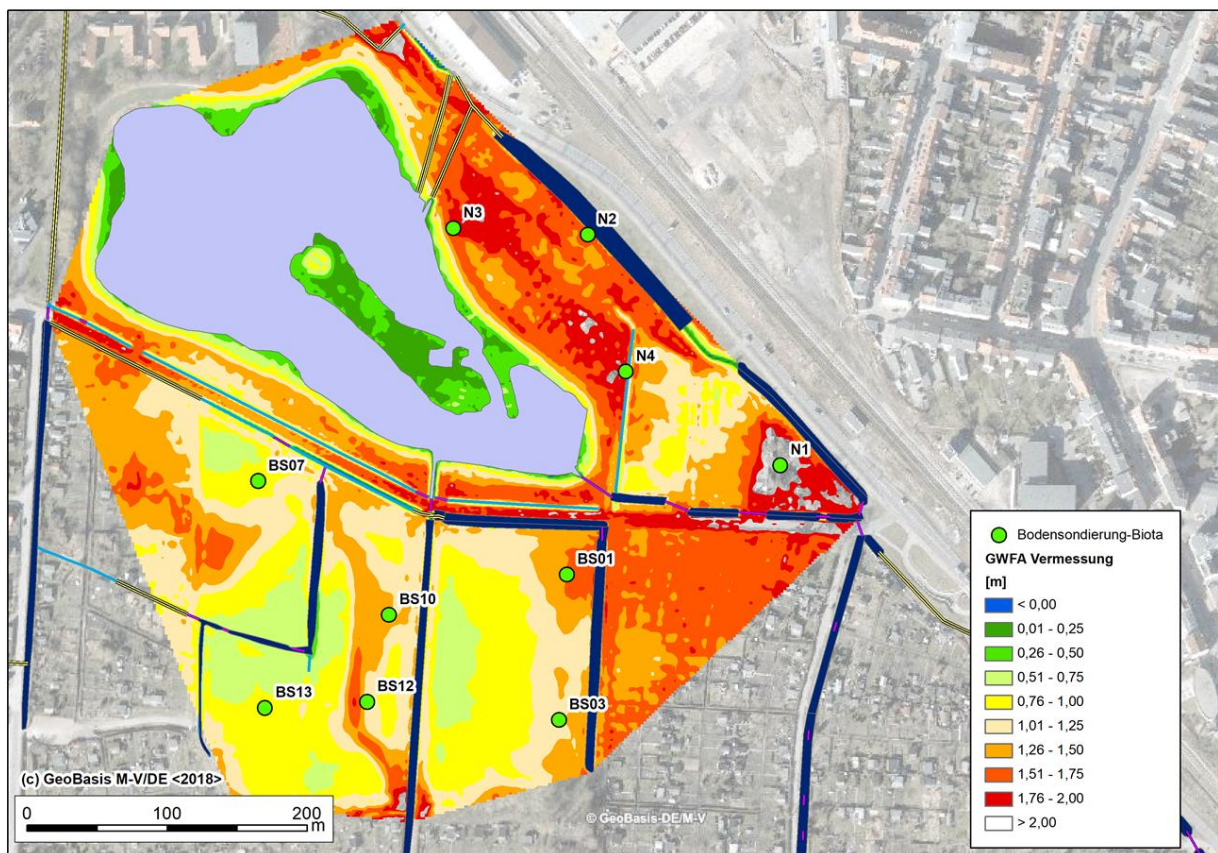 N3
N2
N4
N1
BS07
BS01
BS10
BS13
BS12
BS03
Bodensondierung-Biota
GWFA Vermessung
[m]
< 0,00
0,01 - 0,25
0,26 - 0,50
0,51 - 0,75
0,76 - 1,00
1,01 - 1,25
1,26 - 1,50
1,51 - 1,75
1,76 - 2,00
> 2,00
(c) GeoBasis M-V/DE <2018>
0 100 200
m
© GeoBasis-DE/M-V